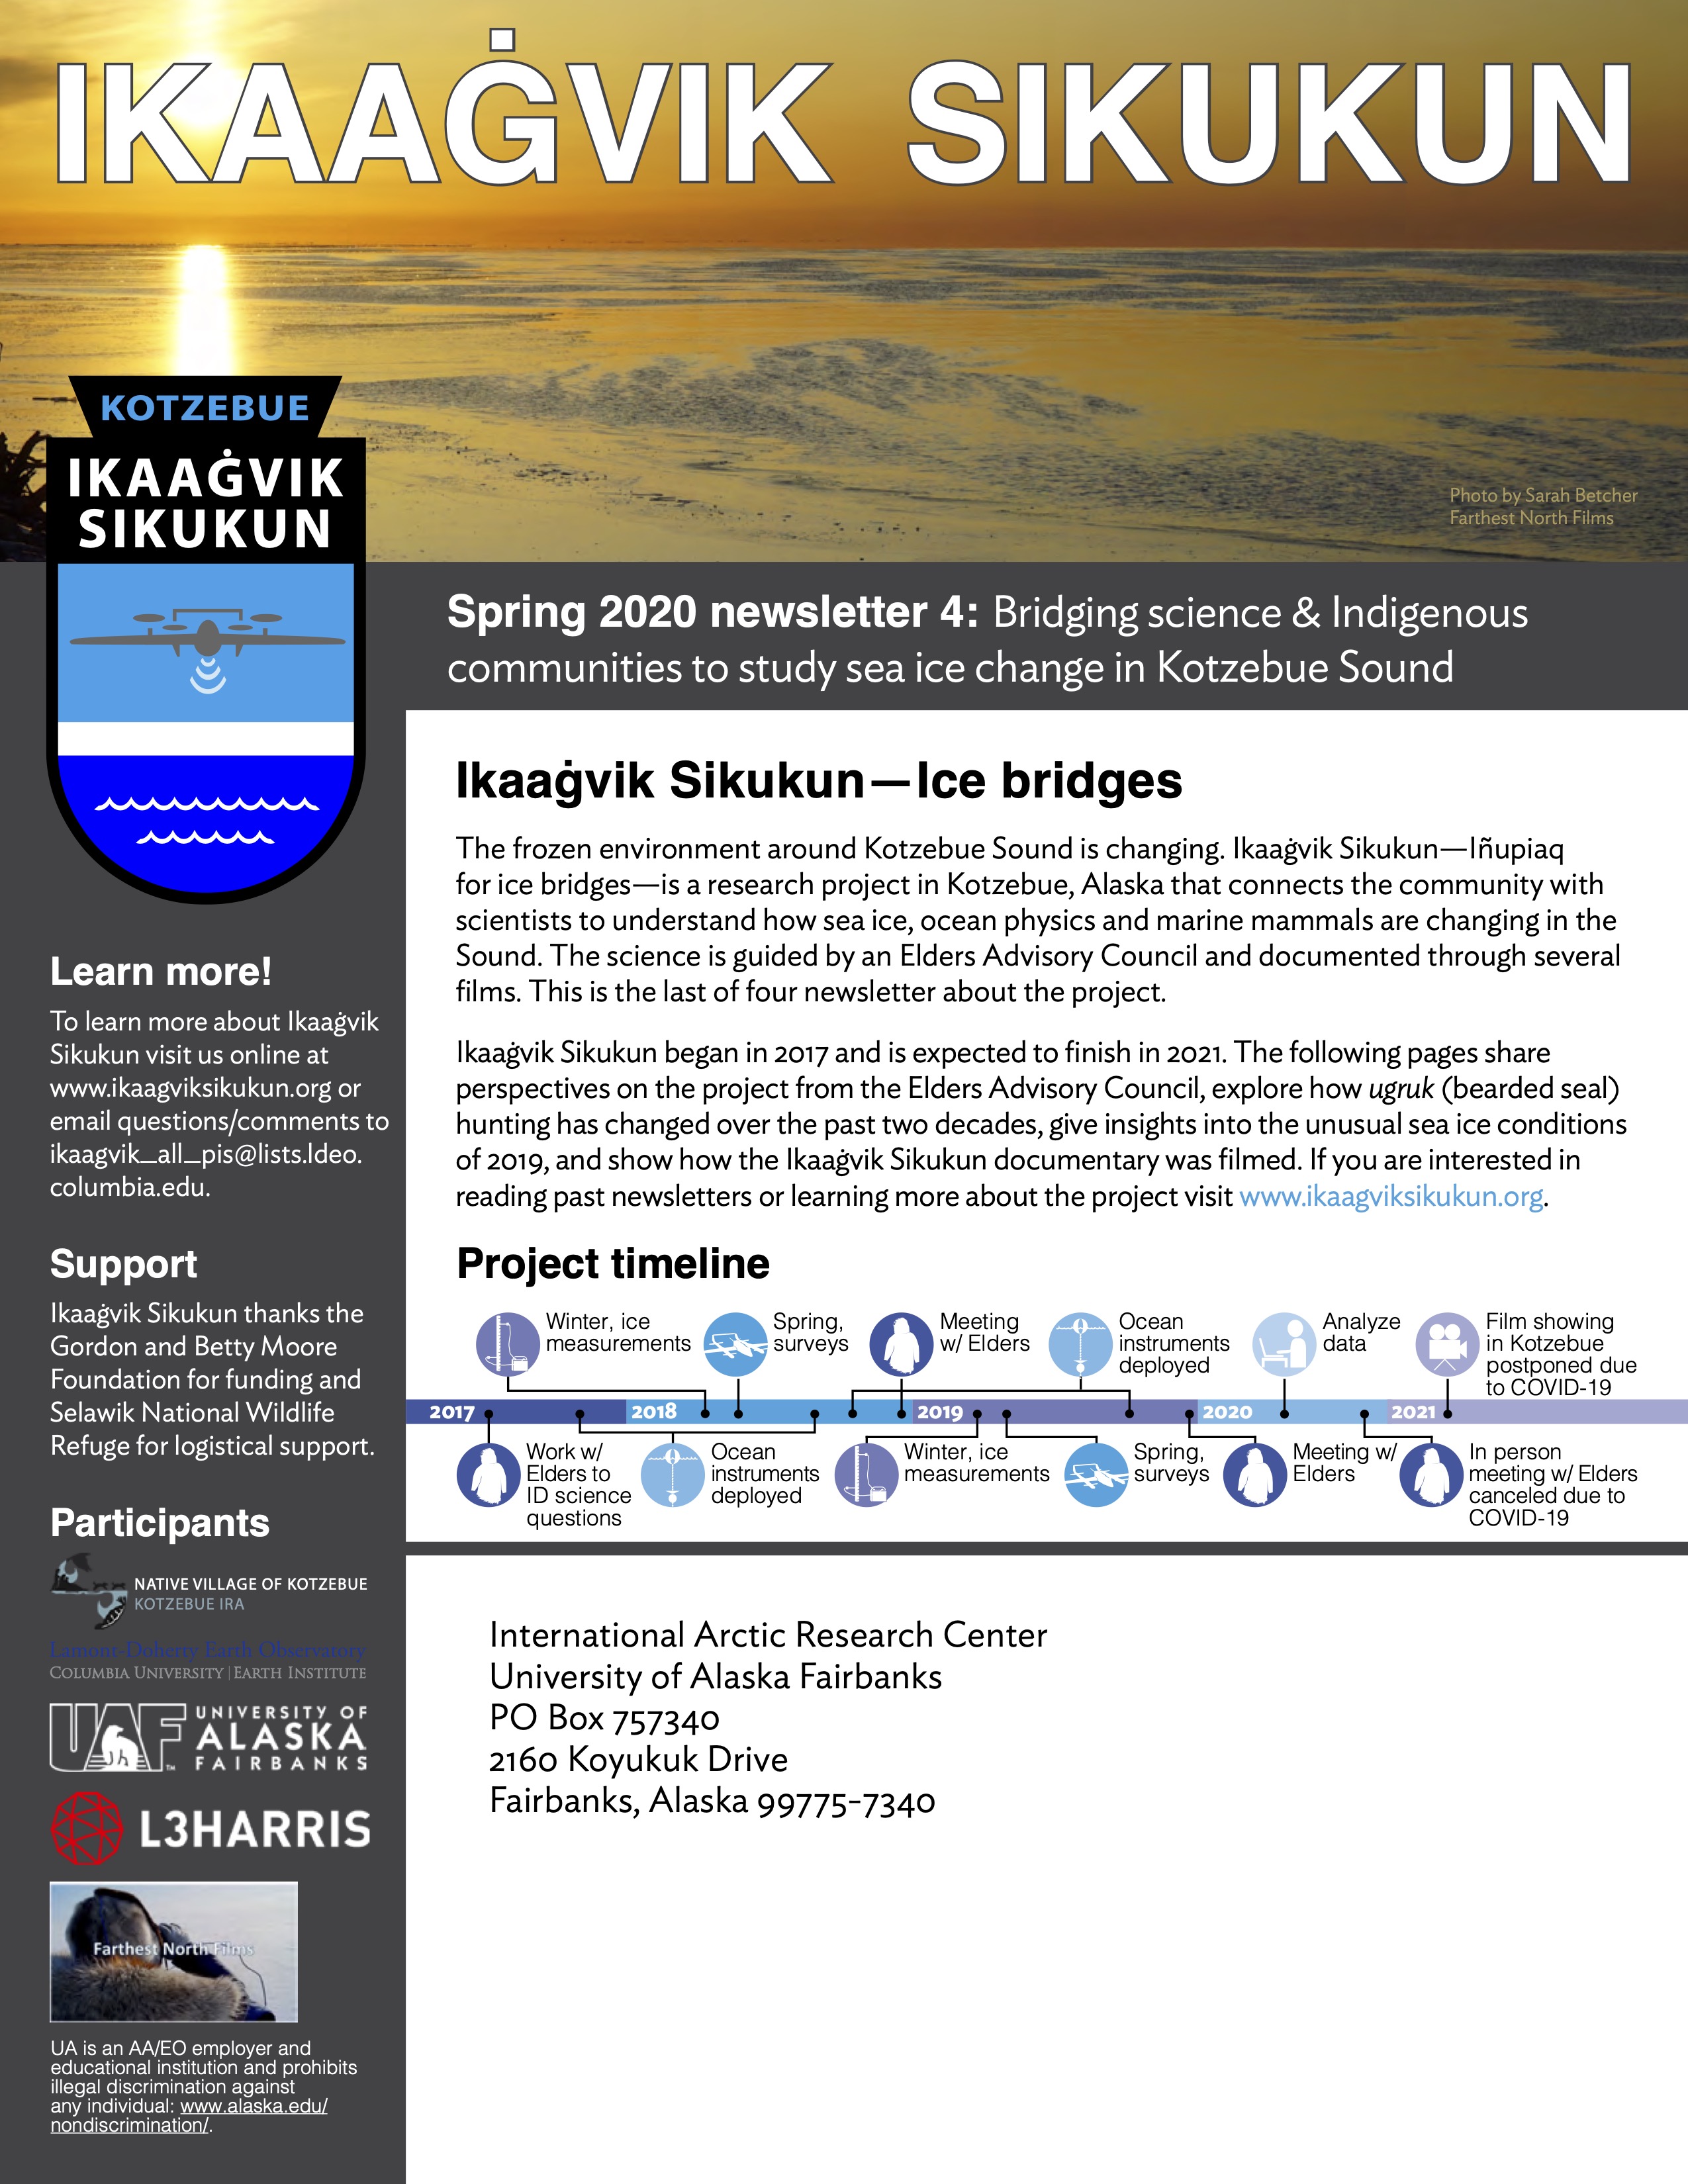 IKAAĠVIK SIKUKUN
Photo by Sarah Betcher
Farthest North Films
KOTZEBUE
IKAAĠVIK
SIKUKUN
Spring 2020 newsletter 4: Bridging science & Indigenous
communities to study sea ice change in Kotzebue Sound
Learn more!
To learn more about Ikaaġvik
Sikukun visit us online at
www.ikaagviksikukun.org or
email questions/comments to
ikaagvik_all_pis@lists.ldeo.
columbia.edu.
Support
Ikaaġvik Sikukun thanks the
Gordon and Betty Moore
Foundation for funding and
Selawik National Wildlife
Refuge for logistical support.
Participants
NATIVE VILLAGE OF KOTZEBUE
KOTZEBUE IRA
Lamont-Doherty Earth Observatory
COLUMBIA UNIVERSITY | EARTH INSTITUTE
UAF
UNIVERSITY OF
ALASKA
FAIRBANKS
L3HARRIS
Farthest North Films
UA is an AA/EO employer and
educational institution and prohibits
illegal discrimination against
any individual: www.alaska.edu/
nondiscrimination/.
Ikaaġvik Sikukun—Ice bridges
The frozen environment around Kotzebue Sound is changing. Ikaaġvik Sikukun—Iñupiaq
for ice bridges—is a research project in Kotzebue, Alaska that connects the community with
scientists to understand how sea ice, ocean physics and marine mammals are changing in the
Sound. The science is guided by an Elders Advisory Council and documented through several
films. This is the last of four newsletter about the project.
Ikaaġvik Sikukun began in 2017 and is expected to finish in 2021. The following pages share
perspectives on the project from the Elders Advisory Council, explore how ugruk (bearded seal)
hunting has changed over the past two decades, give insights into the unusual sea ice conditions
of 2019, and show how the Ikaaġvik Sikukun documentary was filmed. If you are interested in
reading past newsletters or learning more about the project visit www.ikaagviksikukun.org.
Project timeline
Winter, ice
measurements
Spring,
surveys
Meeting
w/ Elders
Ocean
instruments
deployed
Analyze
data
Film showing
in Kotzebue
postponed due
to COVID-19
2017
2018
2019
2020
2021
Work w/
Elders to
ID science
questions
Ocean
instruments
deployed
Winter, ice
measurements
Spring,
surveys
Meeting w/
Elders
In person
meeting w/ Elders
canceled due to
COVID-19
International Arctic Research Center
University of Alaska Fairbanks
PO Box 757340
2160 Koyukuk Drive
Fairbanks, Alaska 99775-7340